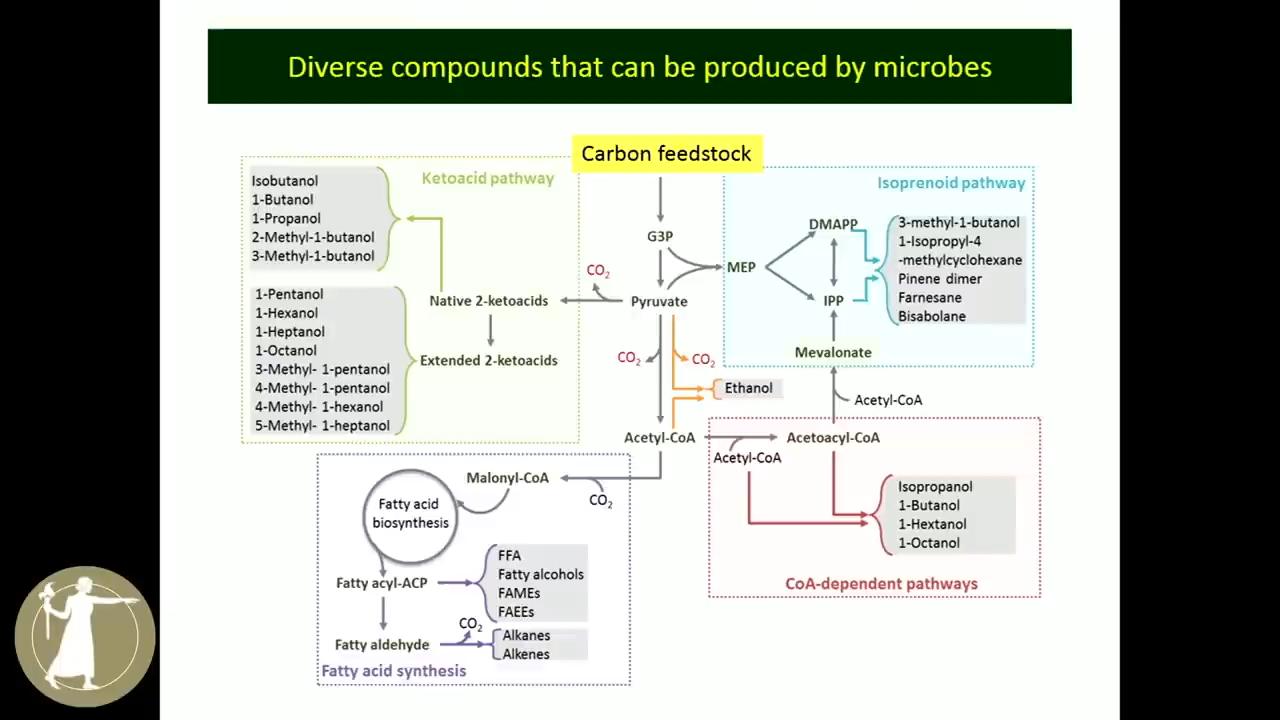 Diverse compounds that can be produced by microbes
Carbon feedstock
Ketoacid pathway
Isobutanol
1-Butanol
1-Propanol
2-Methyl-1-butanol
3-Methyl-1-butanol
1-Pentanol
1-Hexanol
1-Heptanol
1-Octanol
3-Methyl- 1-pentanol
4-Methyl- 1-pentanol
4-Methyl- 1-hexanol
5-Methyl- 1-heptanol
Native 2-ketoacids
Extended 2-ketoacids
G3P
CO2
Pyruvate
CO2
CO2
Ethanol
Acetyl-CoA
Isoprenoid pathway
MEP
DMAPP
IPP
Mevalonate
3-methyl-1-butanol
1-Isopropyl-4
-methylcyclohexane
Pinene dimer
Farnesane
Bisabolane
Acetyl-CoA
Acetoacyl-CoA
Acetyl-CoA
Isopropanol
1-Butanol
1-Hextanol
1-Octanol
CoA-dependent pathways
Malonyl-CoA
CO2
Fatty acid
biosynthesis
Fatty acyl-ACP
FFA
Fatty alcohols
FAMEs
FAEEs
CO2
Fatty aldehyde
Alkanes
Alkenes
Fatty acid synthesis